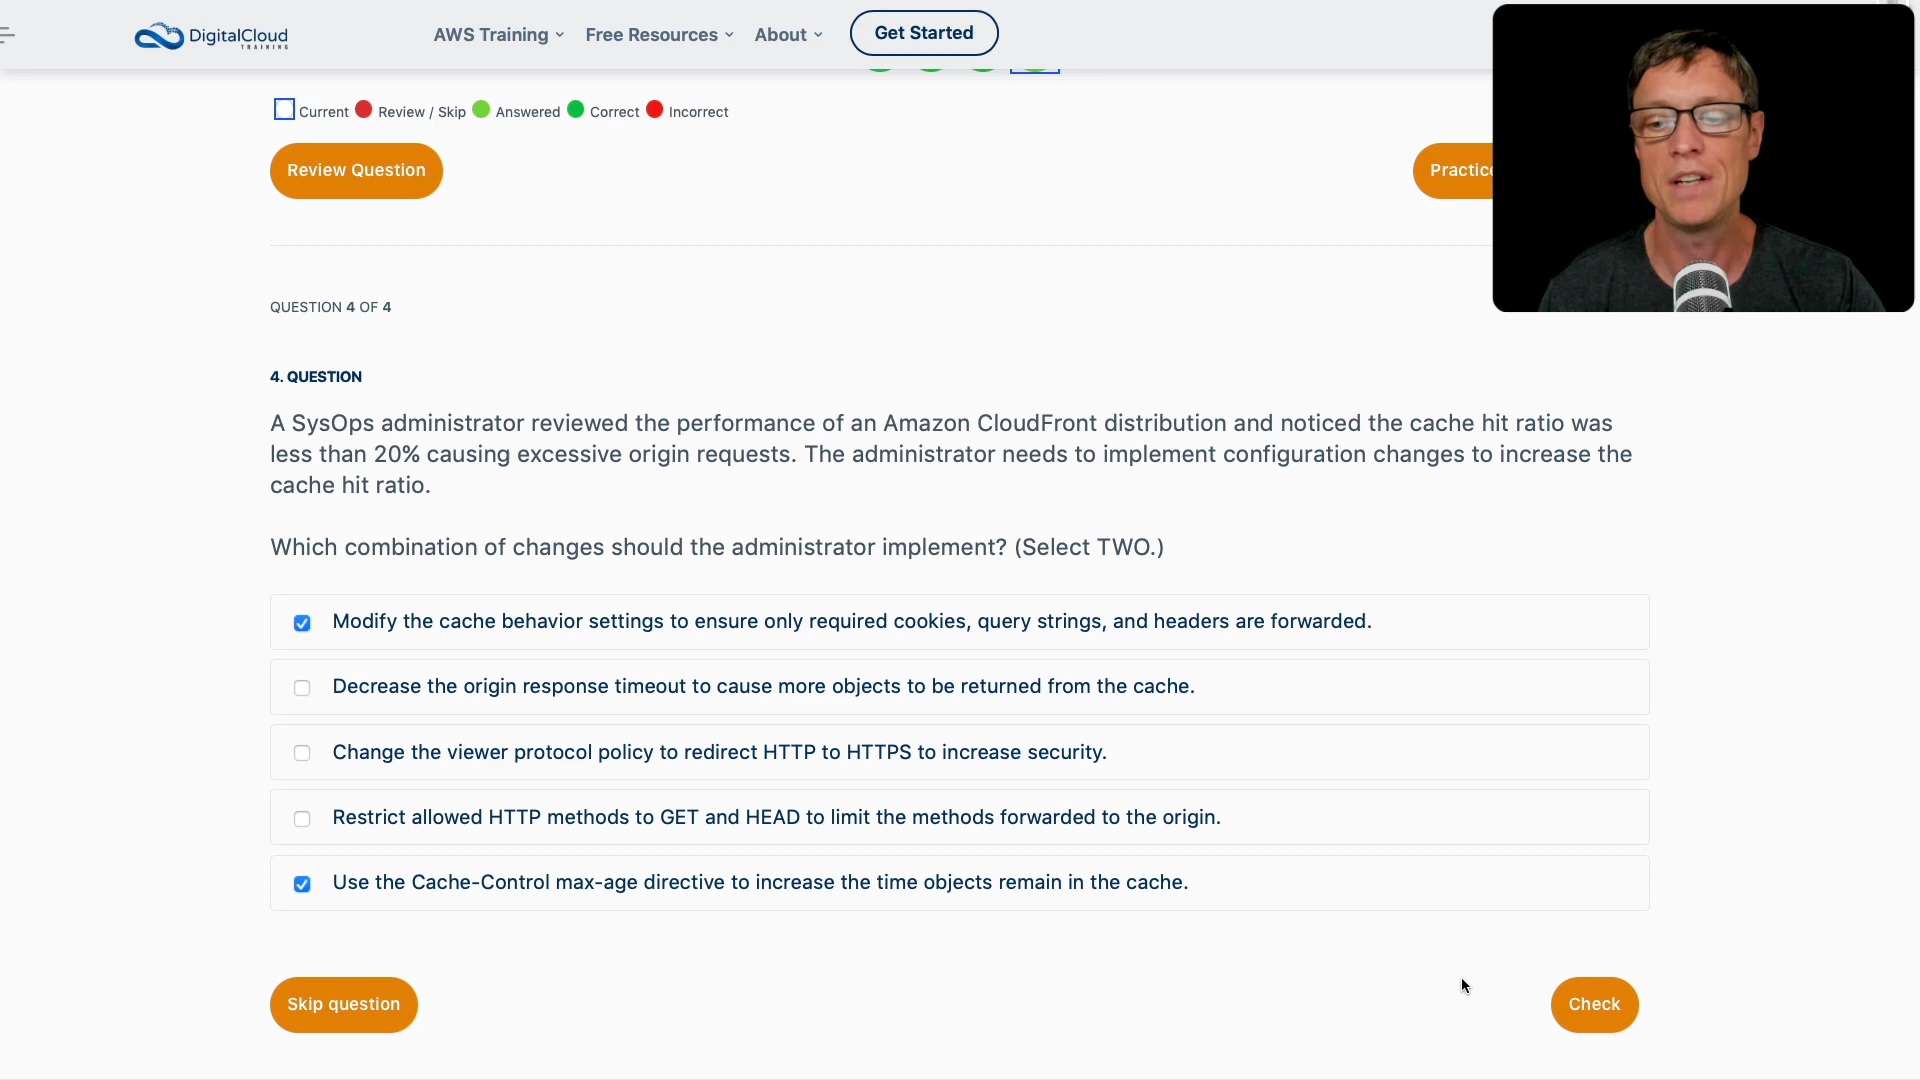 DigitalCloud
TRAINING
AWS Training
Free Resources
About
Get Started
Current
Review / Skip
Answered
Correct
Incorrect
Review Question
Practice
QUESTION 4 OF 4
4. QUESTION
A SysOps administrator reviewed the performance of an Amazon CloudFront distribution and noticed the cache hit ratio was
less than 20% causing excessive origin requests. The administrator needs to implement configuration changes to increase the
cache hit ratio.
Which combination of changes should the administrator implement? (Select TWO.)
Modify the cache behavior settings to ensure only required cookies, query strings, and headers are forwarded.
Decrease the origin response timeout to cause more objects to be returned from the cache.
Change the viewer protocol policy to redirect HTTP to HTTPS to increase security.
Restrict allowed HTTP methods to GET and HEAD to limit the methods forwarded to the origin.
Use the Cache-Control max-age directive to increase the time objects remain in the cache.
Skip question
Check